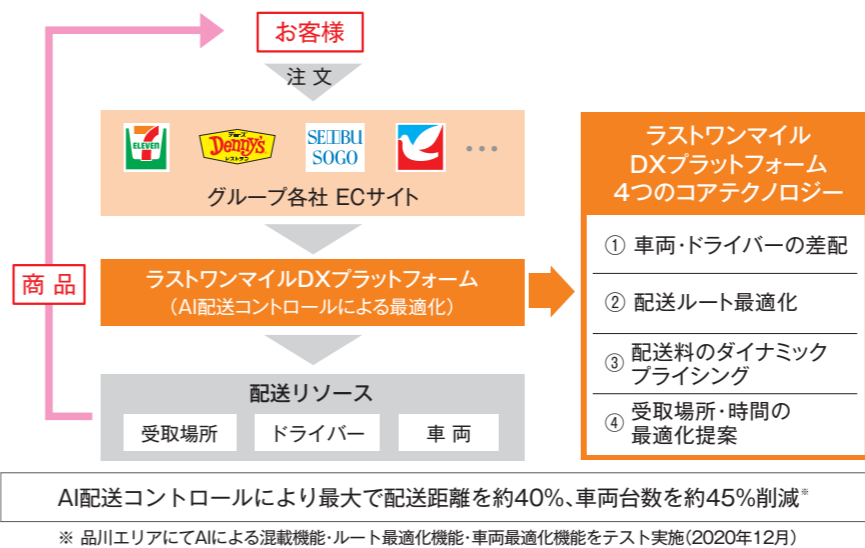 お客様
注文
ELEVEN
デニーズ
Denny's
レストラン
SEIBU
SOGO
…
グループ各社 ECサイト
商品
ラストワンマイルDXプラットフォーム
（AI配送コントロールによる最適化）
配送リソース
受取場所
ドライバー
車両
ラストワンマイル
DXプラットフォーム
4つのコアテクノロジー
① 車両・ドライバーの差配
② 配送ルート最適化
③ 配送料のダイナミック
プライシング
④ 受取場所・時間の
最適化提案
AI配送コントロールにより最大で配送距離を約40%、車両台数を約45%削減※
※ 品川エリアにてAIによる混載機能・ルート最適化機能・車両最適化機能をテスト実施（2020年12月）